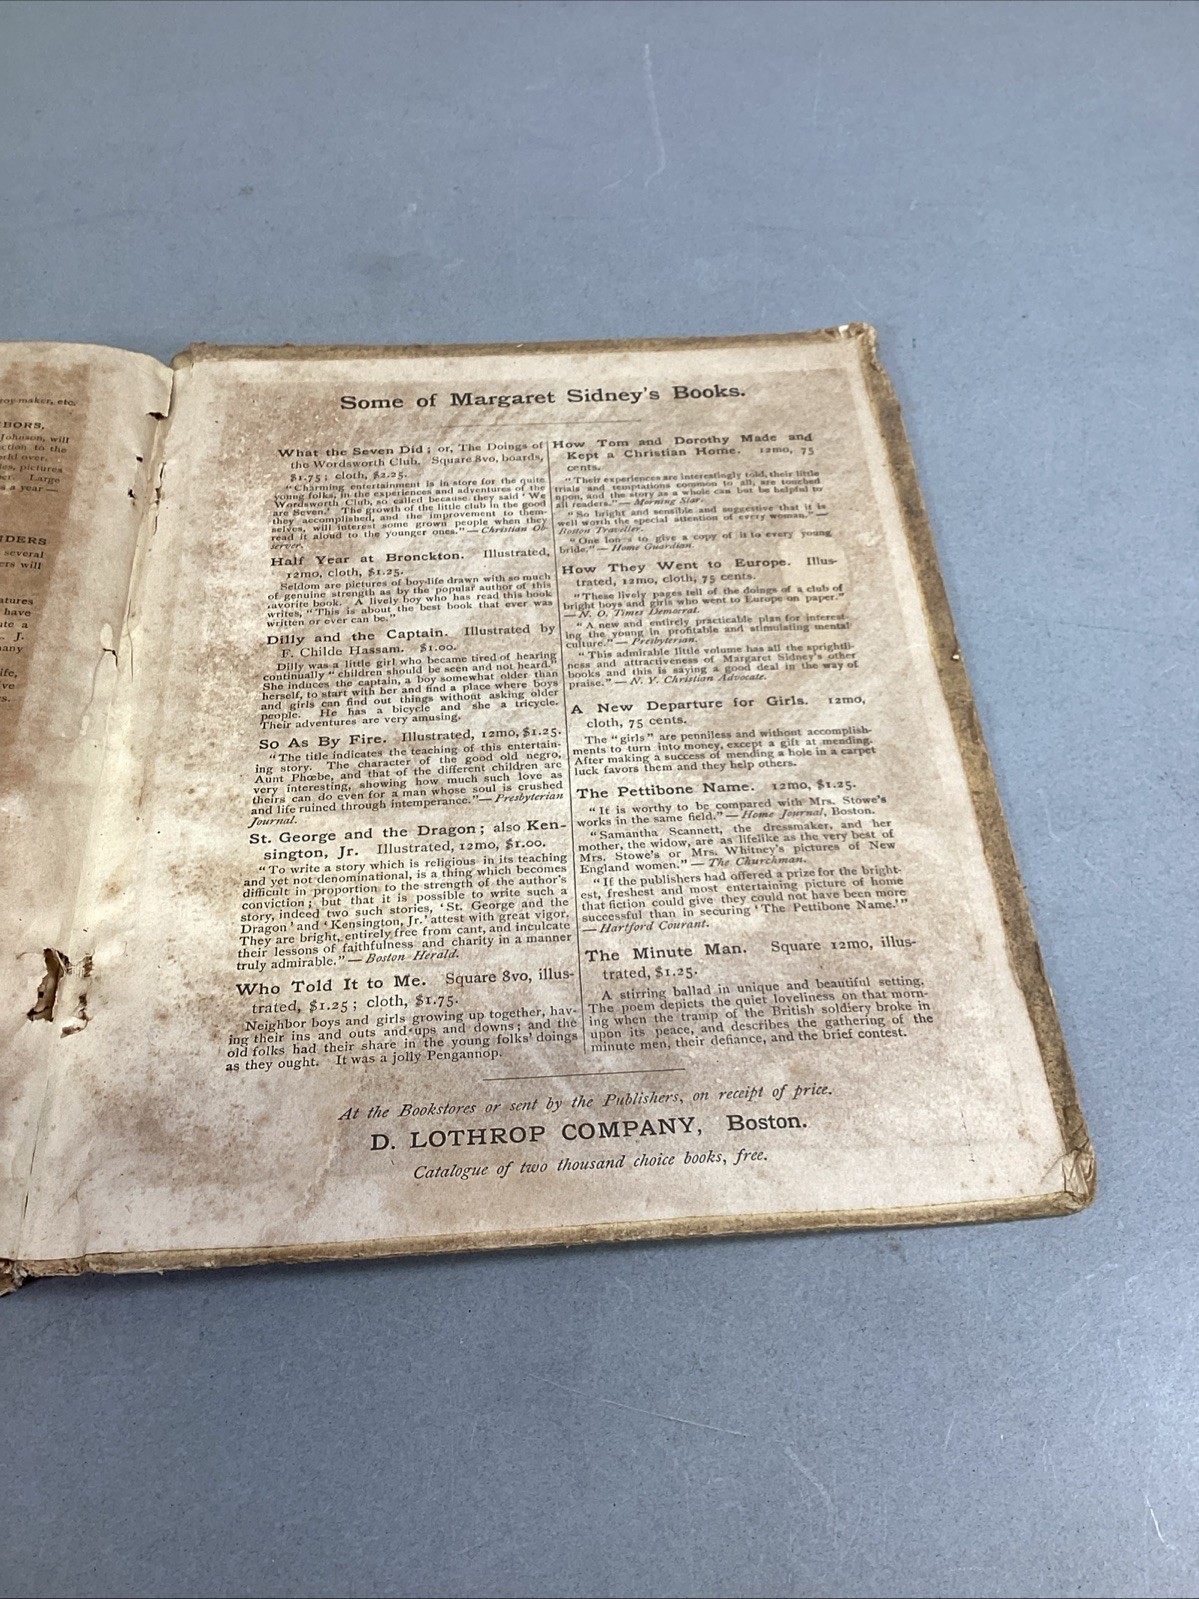 toy-maker, etc.
BORS,
Johnson, will
ction to the
orld over.
es, pictures
Large
s a year —
NDERS
several
ers will
atures
have
ute a
J.
many
ife,
ve
s.
Some of Margaret Sidney's Books.
What the Seven Did; or, The Doings of
the Wordsworth Club. Square 8vo, boards,
$1.75; cloth, $2.25.
"Charming entertainment is in store for the quite
young folks, in the experiences and adventures of the
Wordsworth Club, so called because they said 'We
are Seven.' The growth of the little club in the good
they accomplished, and the improvement to them-
selves, will interest some grown people when they
read it aloud to the younger ones." — Christian Ob-
server.
Half Year at Bronckton. Illustrated,
12mo, cloth, $1.25.
Seldom are pictures of boy-life drawn with so much
of genuine strength as by the popular author of this
favorite book. A lively boy who has read this book
writes, "This is about the best book that ever was
written or ever can be."
Dilly and the Captain. Illustrated by
F. Childe Hassam. $1.00.
Dilly was a little girl who became tired of hearing
continually "children should be seen and not heard."
She induces the captain, a boy somewhat older than
herself, to start with her and find a place where boys
and girls can find out things without asking older
people. He has a bicycle and she a tricycle.
Their adventures are very amusing.
So As By Fire. Illustrated, 12mo, $1.25.
"The title indicates the teaching of this entertain-
ing story. The character of the good old negro,
Aunt Phœbe, and that of the different children are
very interesting, showing how much such love as
theirs can do even for a man whose soul is crushed
and life ruined through intemperance." — Presbyterian
Journal.
St. George and the Dragon; also Ken-
sington, Jr. Illustrated, 12mo, $1.00.
"To write a story which is religious in its teaching
and yet not denominational, is a thing which becomes
difficult in proportion to the strength of the author's
conviction; but that it is possible to write such a
story, indeed two such stories, 'St. George and the
Dragon' and 'Kensington, Jr.' attest with great vigor.
They are bright, entirely free from cant, and inculcate
their lessons of faithfulness and charity in a manner
truly admirable." — Boston Herald.
Who Told It to Me. Square 8vo, illus-
trated, $1.25; cloth, $1.75.
Neighbor boys and girls growing up together, hav-
ing their ins and outs and ups and downs; and the
old folks had their share in the young folks' doings
as they ought. It was a jolly Pengannop.
How Tom and Dorothy Made and
Kept a Christian Home. 12mo, 75
cents.
"Their experiences are interestingly told, their little
trials and temptations common to all, are touched
upon, and the story as a whole can but be helpful to
all readers." — Morning Star.
"So bright and sensible and suggestive that it is
well worth the special attention of every woman." —
Boston Traveller.
"One longs to give a copy of it to every young
bride." — Home Guardian.
How They Went to Europe. Illus-
trated, 12mo, cloth, 75 cents.
"These lively pages tell of the doings of a club of
bright boys and girls who went to Europe on paper."
— N. O. Times Democrat.
"A new and entirely practicable plan for interest-
ing the young in profitable and stimulating mental
culture." — Presbyterian.
"This admirable little volume has all the sprightli-
ness and attractiveness of Margaret Sidney's other
books and this is saying a good deal in the way of
praise." — N. Y. Christian Advocate.
A New Departure for Girls. 12mo,
cloth, 75 cents.
The "girls" are penniless and without accomplish-
ments to turn into money, except a gift at mending.
After making a success of mending a hole in a carpet
luck favors them and they help others.
The Pettibone Name. 12mo, $1.25.
"It is worthy to be compared with Mrs. Stowe's
works in the same field." — Home Journal, Boston.
"Samantha Scannett, the dressmaker, and her
mother, the widow, are as lifelike as the very best of
Mrs. Stowe's or Mrs. Whitney's pictures of New
England women." — The Churchman.
"If the publishers had offered a prize for the bright-
est, freshest and most entertaining picture of home
that fiction could give they could not have been more
successful than in securing 'The Pettibone Name.'"
— Hartford Courant.
The Minute Man. Square 12mo, illus-
trated, $1.25.
A stirring ballad in unique and beautiful setting.
The poem depicts the quiet loveliness on that morn-
ing when the tramp of the British soldiery broke in
upon its peace, and describes the gathering of the
minute men, their defiance, and the brief contest.
At the Bookstores or sent by the Publishers, on receipt of price.
D. LOTHROP COMPANY, Boston.
Catalogue of two thousand choice books, free.